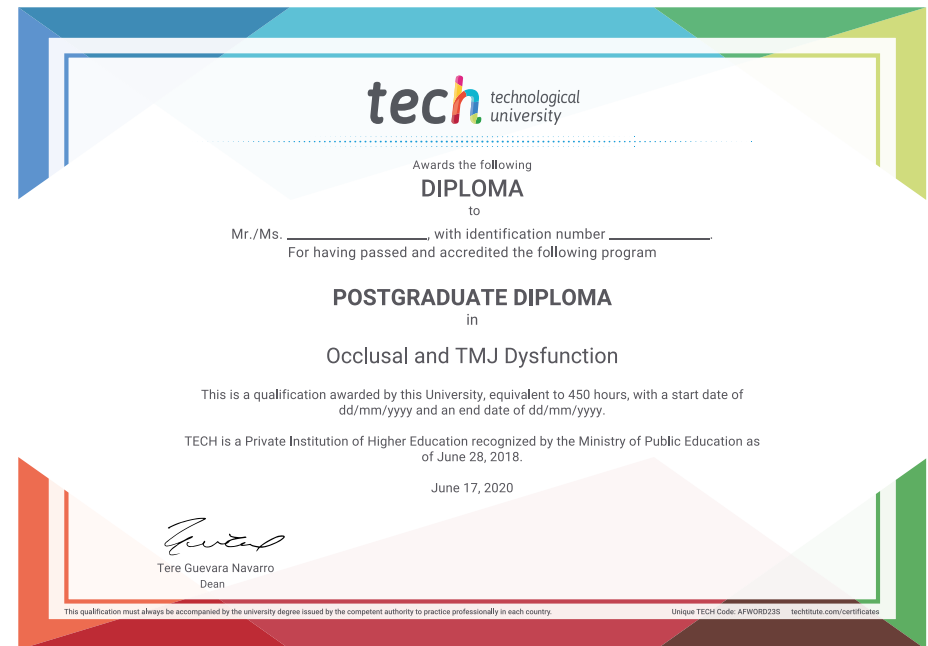 tech technological
university
Awards the following
DIPLOMA
to
Mr./Ms. ____________________, with identification number ______________.
For having passed and accredited the following program
POSTGRADUATE DIPLOMA
in
Occlusal and TMJ Dysfunction
This is a qualification awarded by this University, equivalent to 450 hours, with a start date of
dd/mm/yyyy and an end date of dd/mm/yyyy.
TECH is a Private Institution of Higher Education recognized by the Ministry of Public Education as
of June 28, 2018.
June 17, 2020
Tere Guevara Navarro
Dean
This qualification must always be accompanied by the university degree issued by the competent authority to practice professionally in each country.
Unique TECH Code: AFWORD23S techtitute.com/certificates